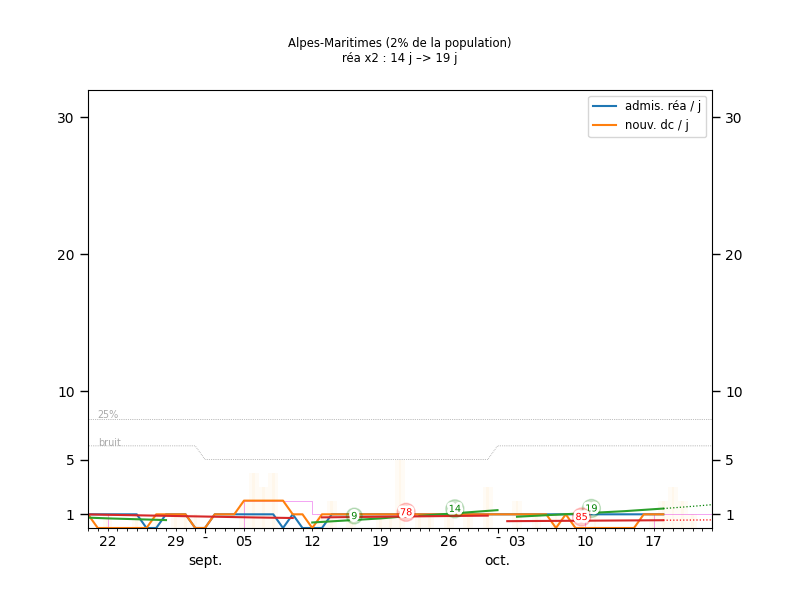 Alpes-Maritimes (2% de la population)
réa x2 : 14 j –> 19 j
admis. réa / j
nouv. dc / j
30 30
20 20
10 10
25%
bruit
5 5
1 1
9 78 14 85 19
22 29 - 05 12 19 26 - 03 10 17
sept. oct.